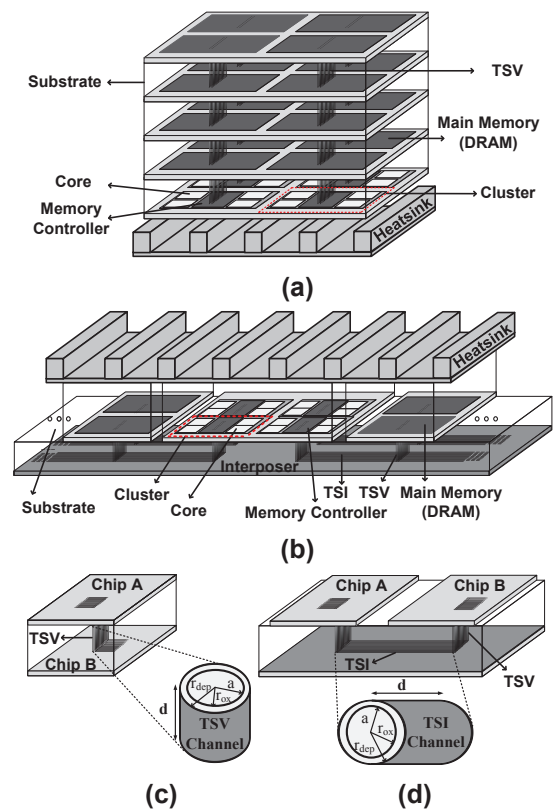 (a)
Substrate
TSV
Main Memory
(DRAM)
Core
Cluster
Memory
Controller
Heatsink
(a)
Heatsink
Interposer
Cluster
TSI
TSV
Main Memory
(DRAM)
Substrate
Core
Memory Controller
(b)
Chip A
TSV
Chip B
d
r_dep
a
r_ox
TSV
Channel
(c)
Chip A
Chip B
TSI
TSV
d
a
r_ox
r_dep
TSI
Channel
(d)